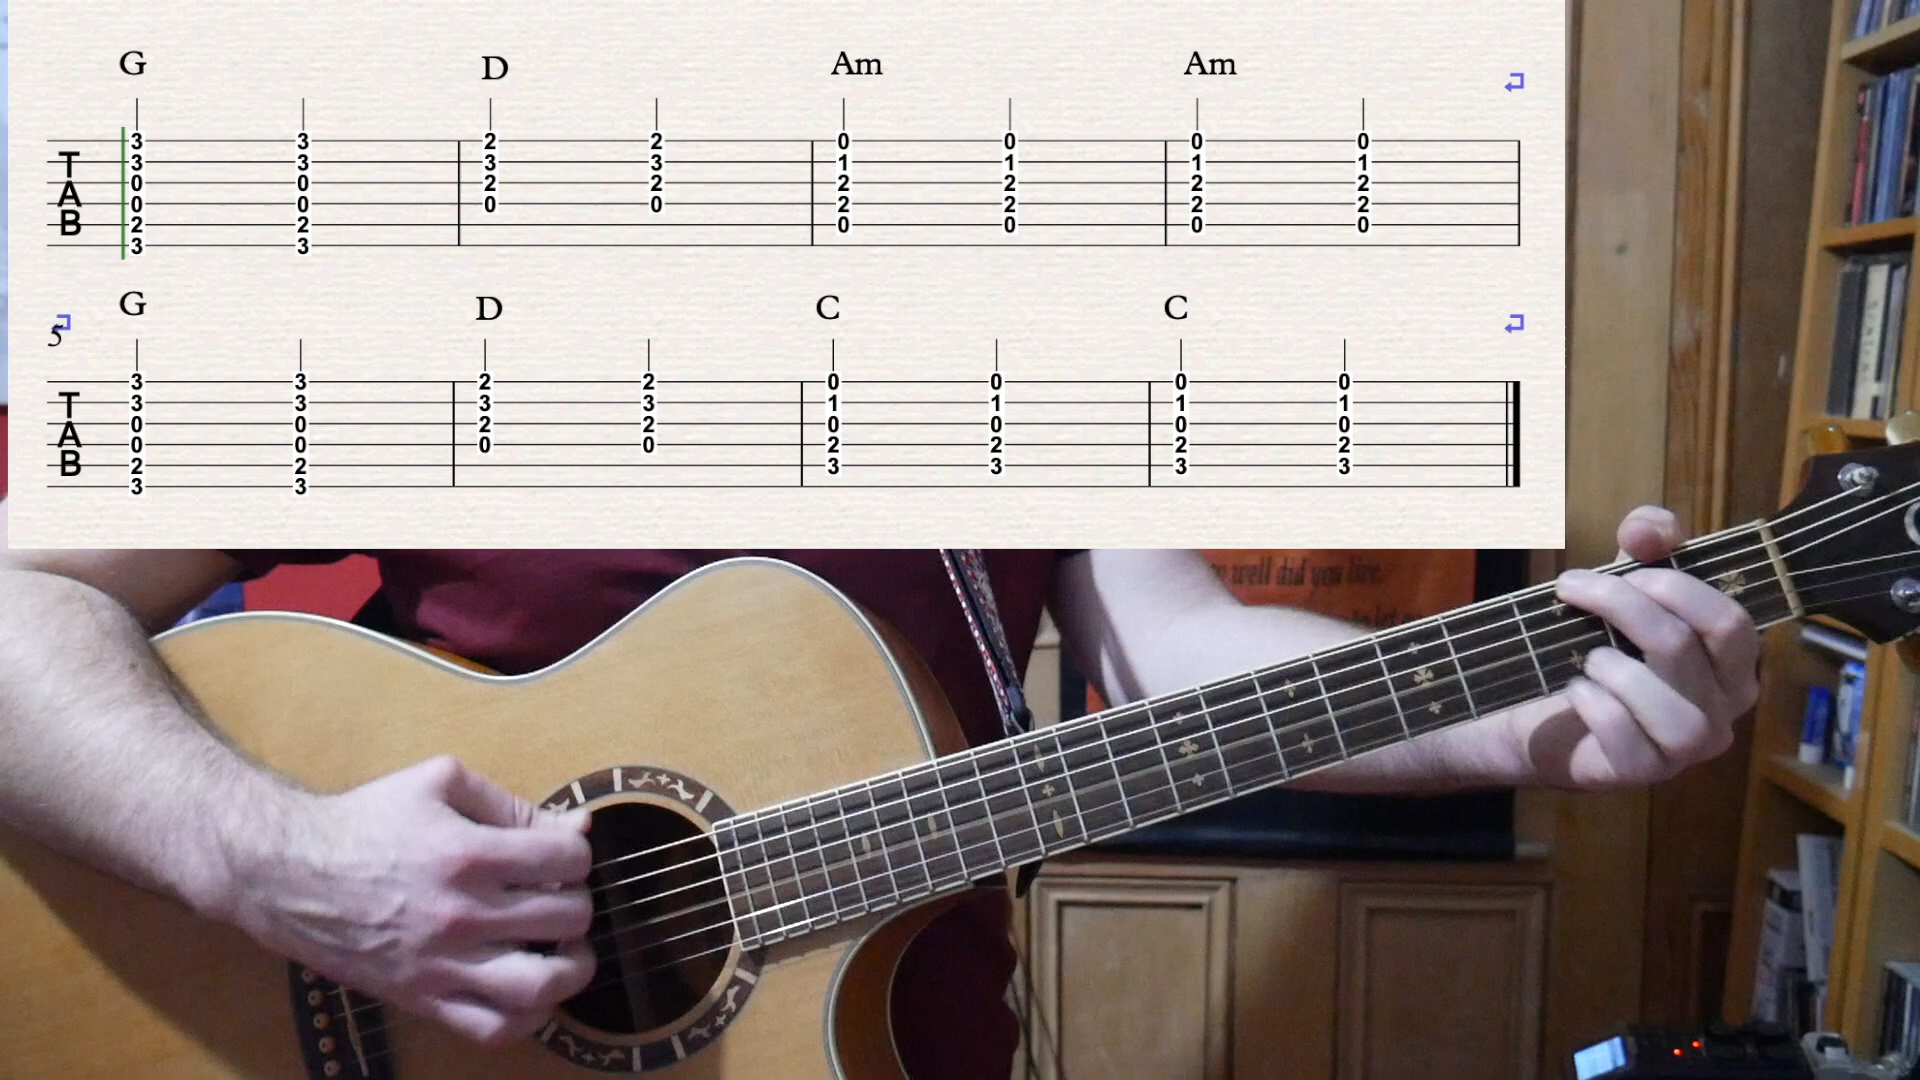 G D Am Am
T
A
B
3 3 2 2 0 0 0 0
3 3 3 3 1 1 1 1
0 0 2 2 2 2 2 2
0 0 0 0 2 2 2 2
2 2 0 0 0 0
3 3
G D C C
5
T
A
B
3 3 2 2 0 0 0 0
3 3 3 3 1 1 1 1
0 0 2 2 0 0 0 0
0 0 0 0 2 2 2 2
2 2 3 3 3 3
3 3
well did you live.